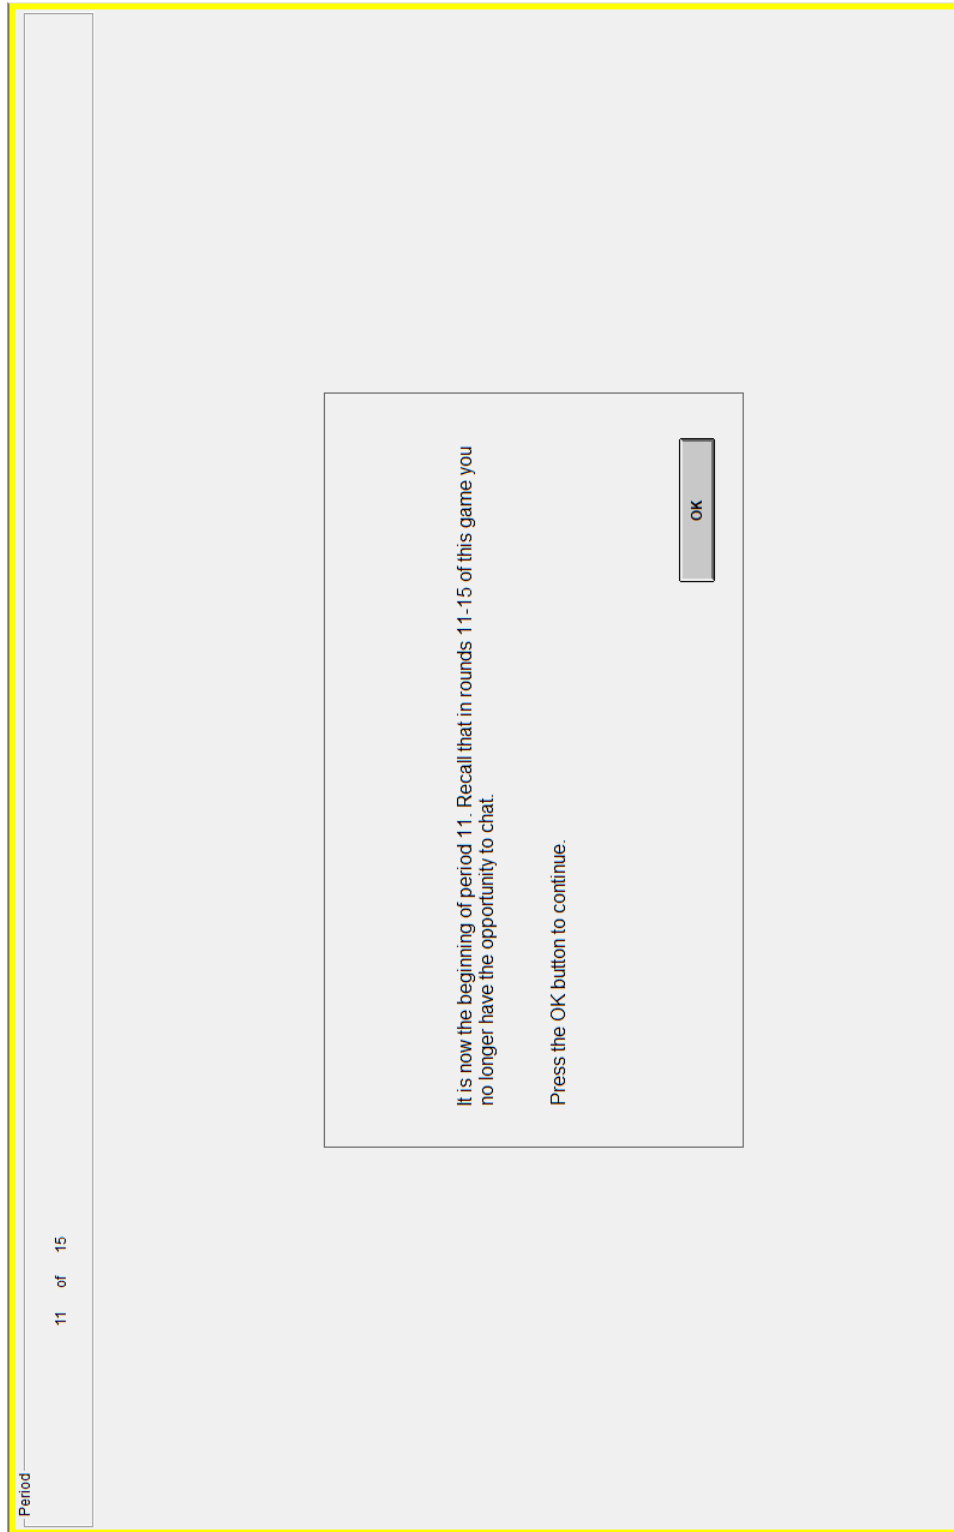 Period
11 of 15
It is now the beginning of period 11. Recall that in rounds 11-15 of this game you
no longer have the opportunity to chat.
Press the OK button to continue.
OK